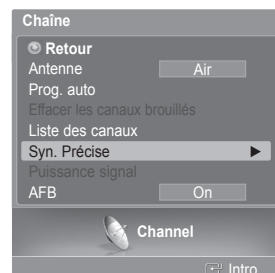 Chaîne
Retour
Antenne Air
Prog. auto
Effacer les canaux brouillés
Liste des canaux
Syn. Précise
Puissance signal
AFB On
Channel
Intro